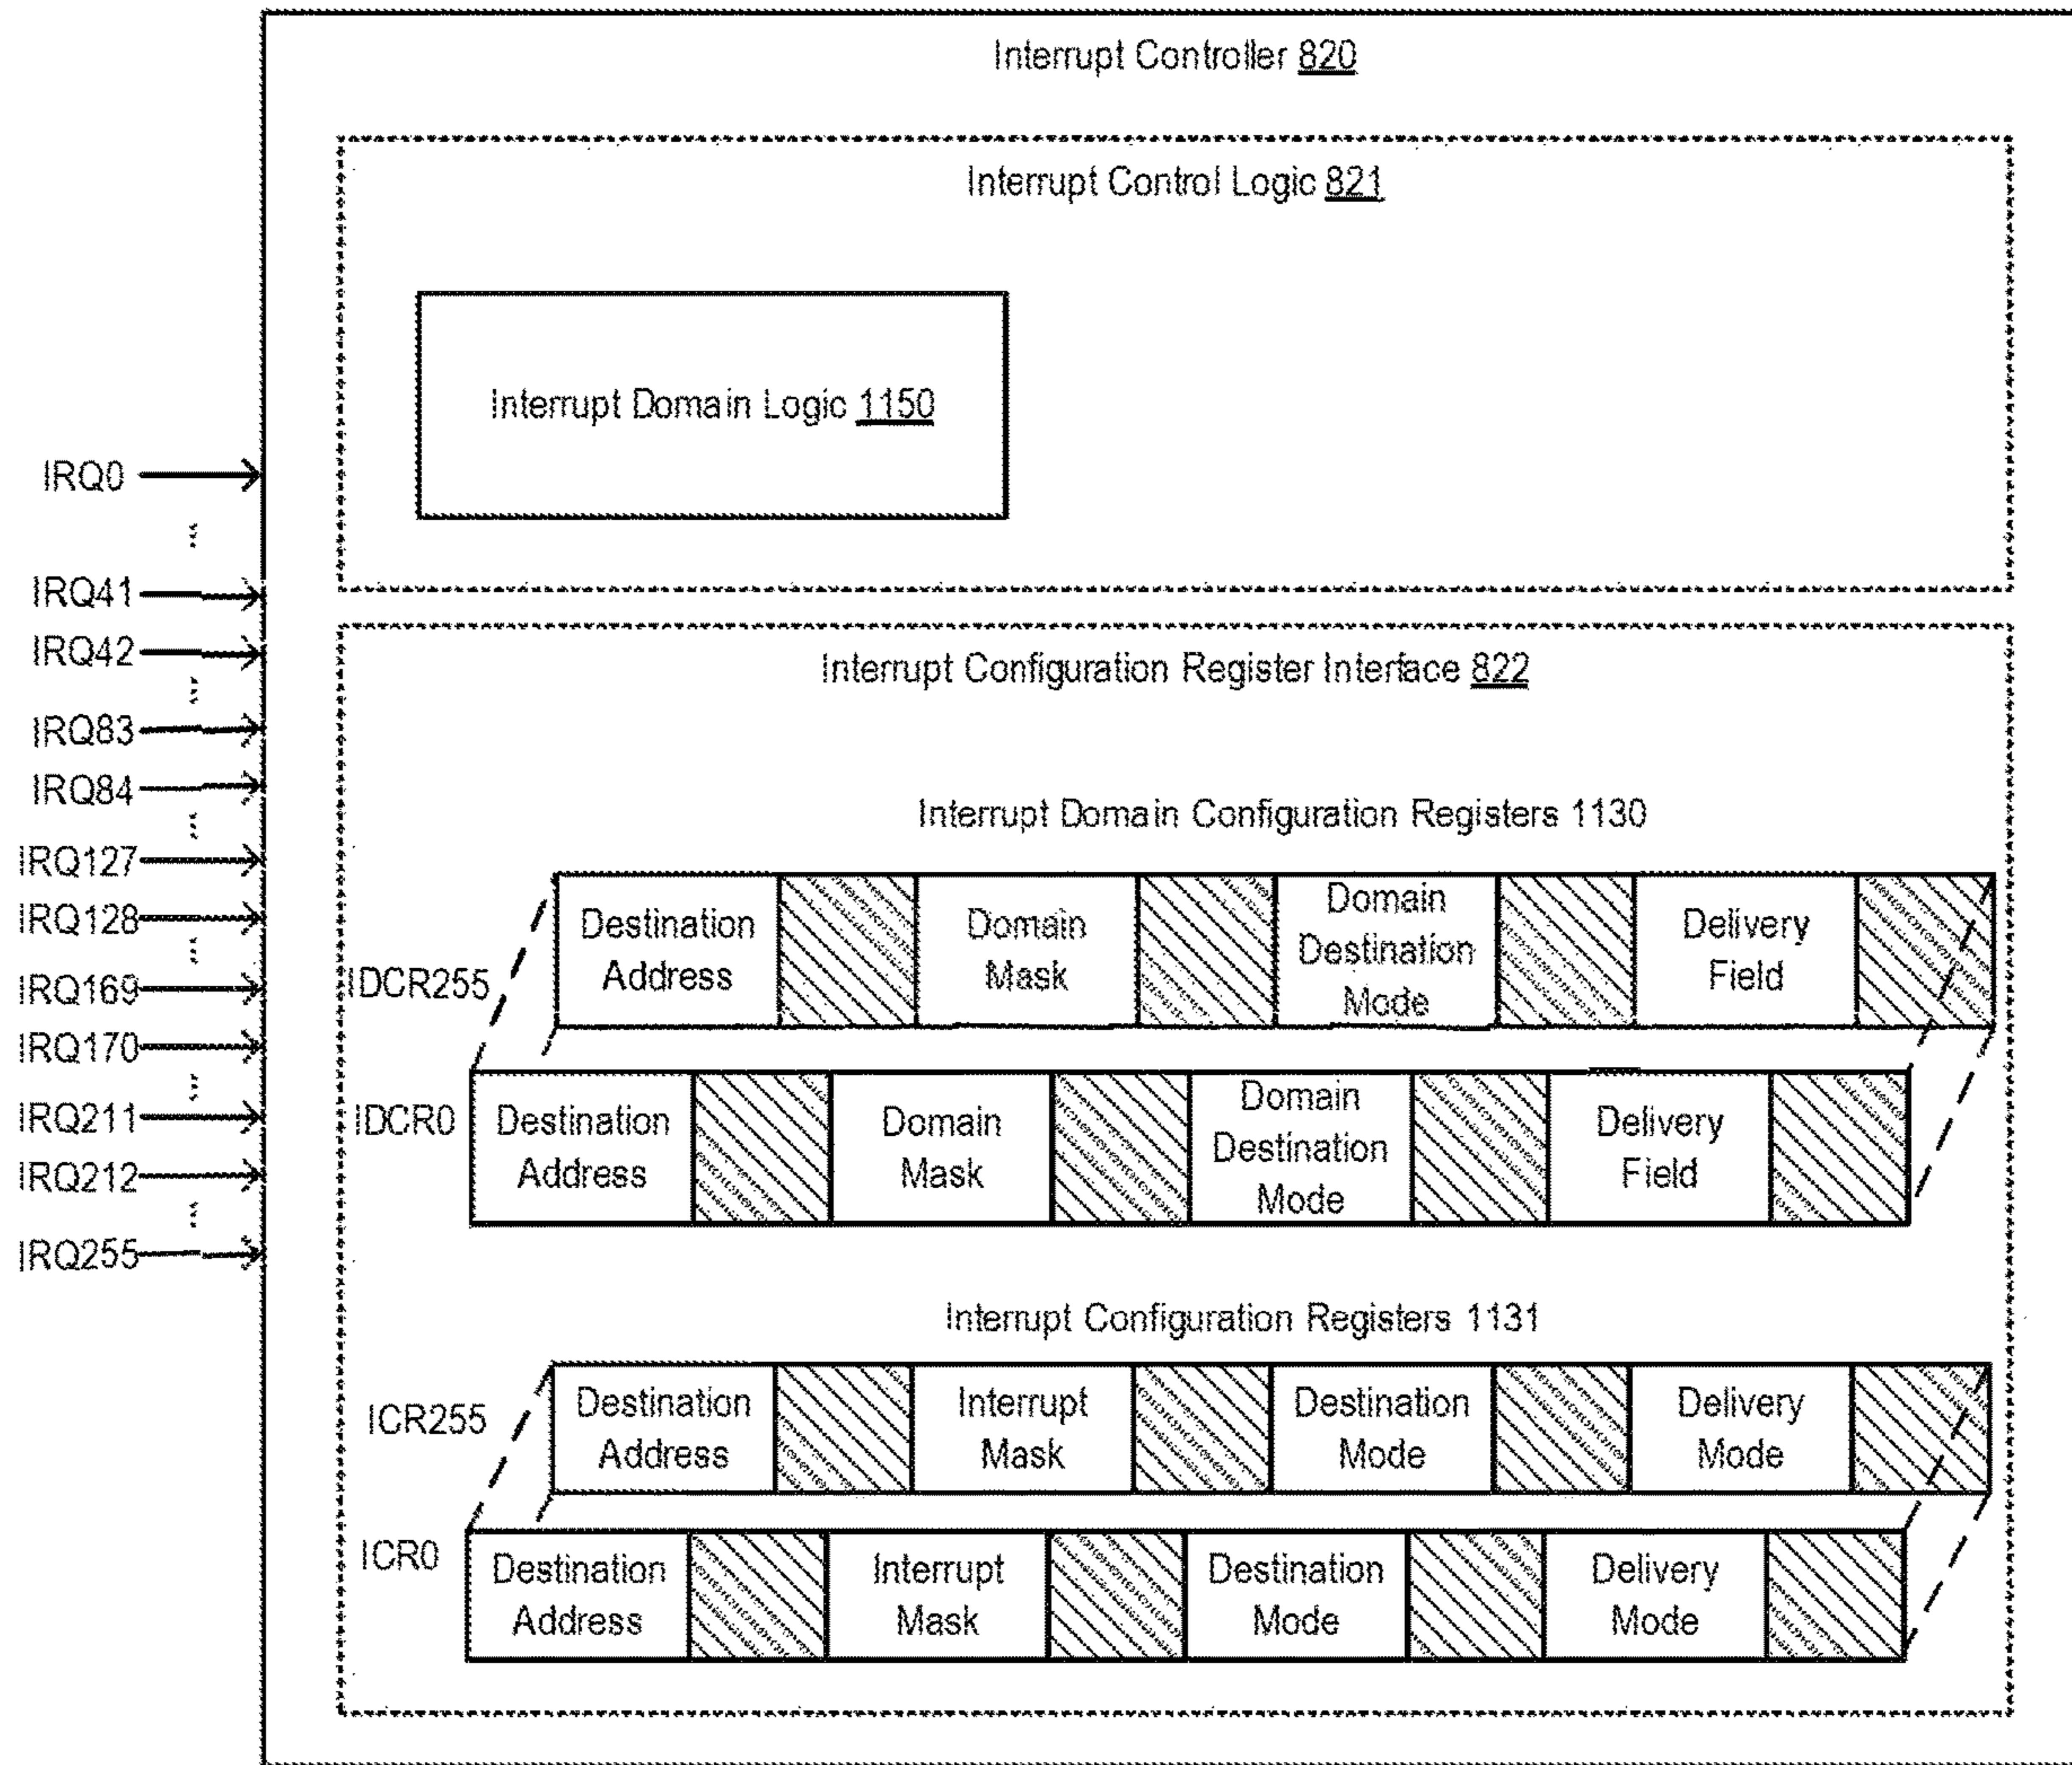 Interrupt Controller 820
Interrupt Control Logic 821
Interrupt Domain Logic 1150
IRQ0
...
IRQ41
IRQ42
...
IRQ83
IRQ84
...
IRQ127
IRQ128
...
IRQ169
IRQ170
...
IRQ211
IRQ212
...
IRQ255
Interrupt Configuration Register Interface 822
Interrupt Domain Configuration Registers 1130
IDCR255
Destination
Address
Domain
Mask
Domain
Destination
Mode
Delivery
Field
IDCR0
Destination
Address
Domain
Mask
Domain
Destination
Mode
Delivery
Field
Interrupt Configuration Registers 1131
ICR255
Destination
Address
Interrupt
Mask
Destination
Mode
Delivery
Mode
ICR0
Destination
Address
Interrupt
Mask
Destination
Mode
Delivery
Mode